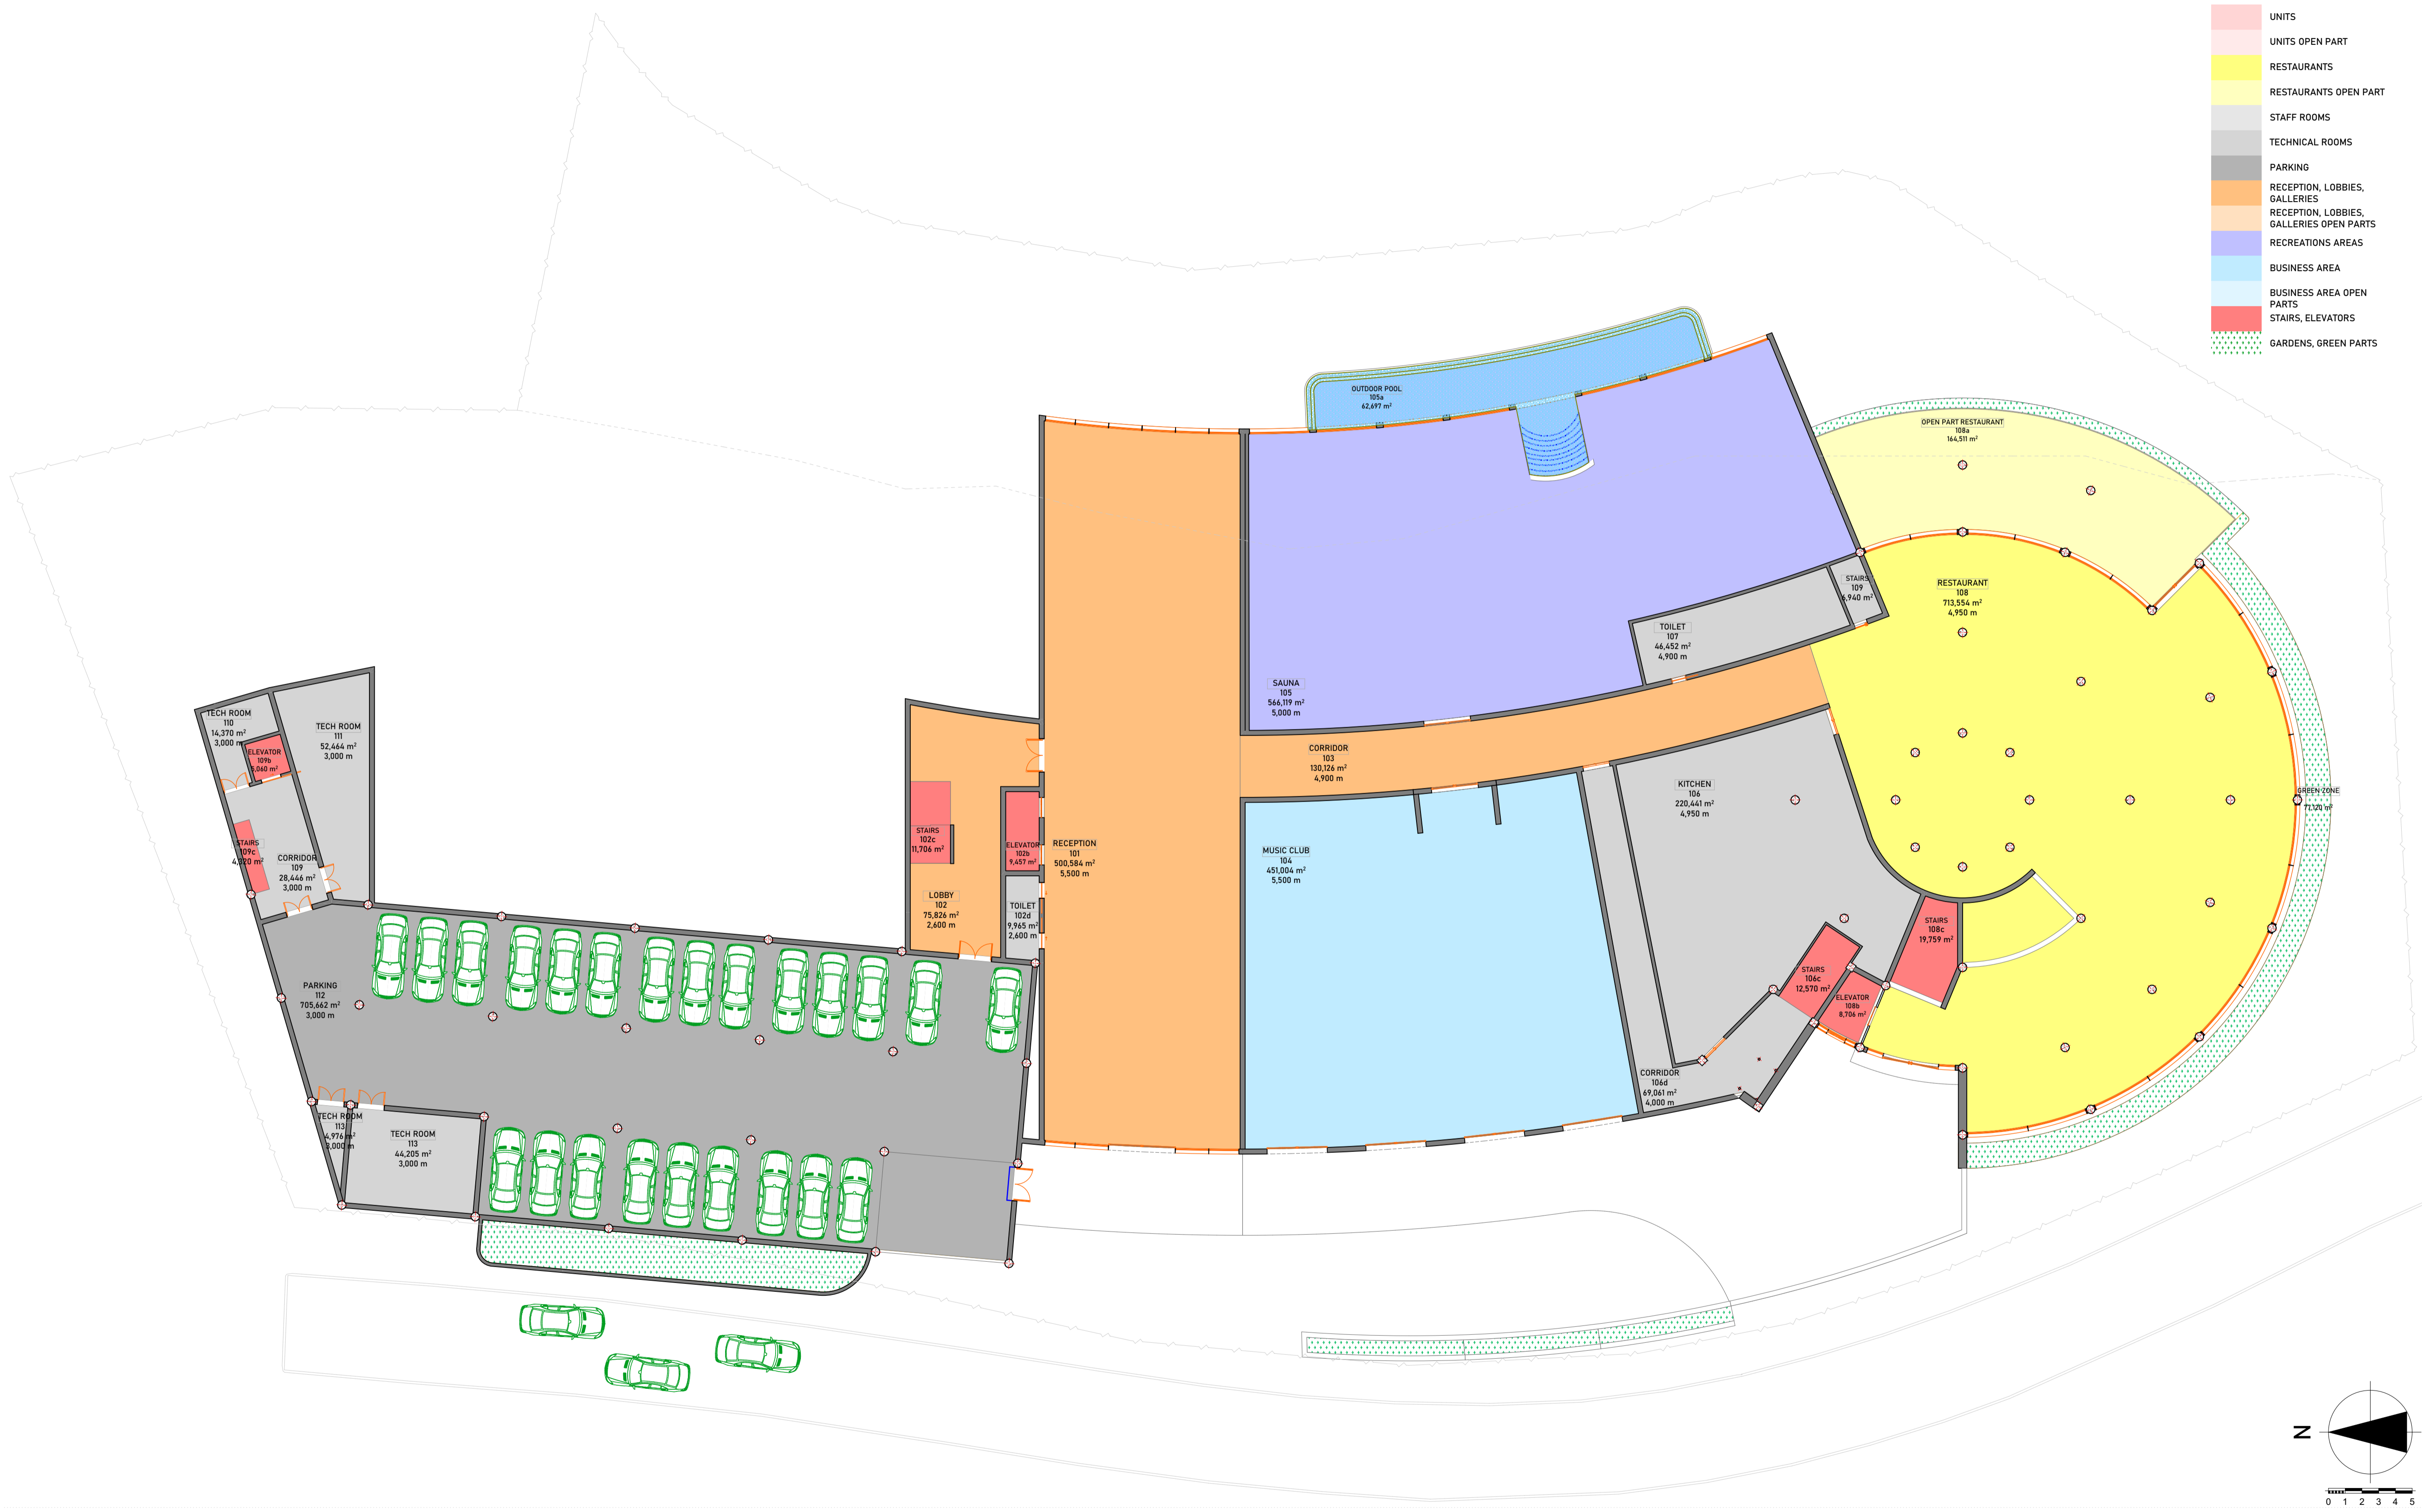 UNITS
UNITS OPEN PART
RESTAURANTS
RESTAURANTS OPEN PART
STAFF ROOMS
TECHNICAL ROOMS
PARKING
RECEPTION, LOBBIES,
GALLERIES
RECEPTION, LOBBIES,
GALLERIES OPEN PARTS
RECREATIONS AREAS
BUSINESS AREA
BUSINESS AREA OPEN
PARTS
STAIRS, ELEVATORS
GARDENS, GREEN PARTS
OUTDOOR POOL
105a
62,697 m²
OPEN PART RESTAURANT
108a
164,511 m²
STAIRS
109
6,940 m²
RESTAURANT
108
713,554 m²
4,950 m
TOILET
107
46,452 m²
4,900 m
SAUNA
105
566,119 m²
5,000 m
TECH ROOM
110
14,370 m²
3,000 m
TECH ROOM
111
52,464 m²
3,000 m
ELEVATOR
109b
5,060 m²
CORRIDOR
103
130,126 m²
4,900 m
KITCHEN
106
220,441 m²
4,950 m
GREEN ZONE
71,120 m²
STAIRS
109c
4,320 m²
CORRIDOR
109
28,446 m²
3,000 m
STAIRS
102c
11,706 m²
ELEVATOR
102b
9,457 m²
RECEPTION
101
500,584 m²
5,500 m
MUSIC CLUB
104
451,004 m²
5,500 m
LOBBY
102
75,826 m²
2,600 m
TOILET
102d
9,965 m²
2,600 m
STAIRS
108c
19,759 m²
STAIRS
106c
12,570 m²
ELEVATOR
108b
8,706 m²
PARKING
112
705,662 m²
3,000 m
CORRIDOR
106d
69,061 m²
4,000 m
TECH ROOM
113
4,976 m²
3,000 m
TECH ROOM
113
44,205 m²
3,000 m
N
0 1 2 3 4 5